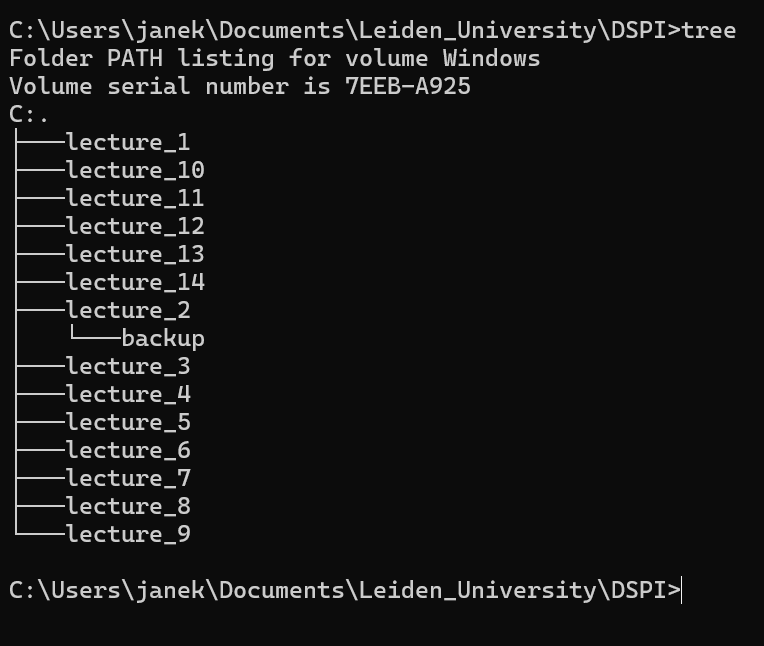 C:\Users\janek\Documents\Leiden_University\DSPI>tree
Folder PATH listing for volume Windows
Volume serial number is 7EEB-A925
C:.
├───lecture_1
├───lecture_10
├───lecture_11
├───lecture_12
├───lecture_13
├───lecture_14
├───lecture_2
│   └───backup
├───lecture_3
├───lecture_4
├───lecture_5
├───lecture_6
├───lecture_7
├───lecture_8
└───lecture_9
C:\Users\janek\Documents\Leiden_University\DSPI>